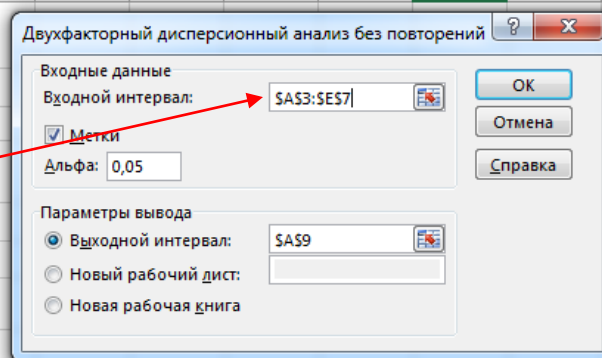 Двухфакторный дисперсионный анализ без повторений
Входные данные
Входной интервал: $A$3:$E$7
Метки
Альфа: 0,05
Параметры вывода
Выходной интервал: $A$9
Новый рабочий лист:
Новая рабочая книга
ОК
Отмена
Справка